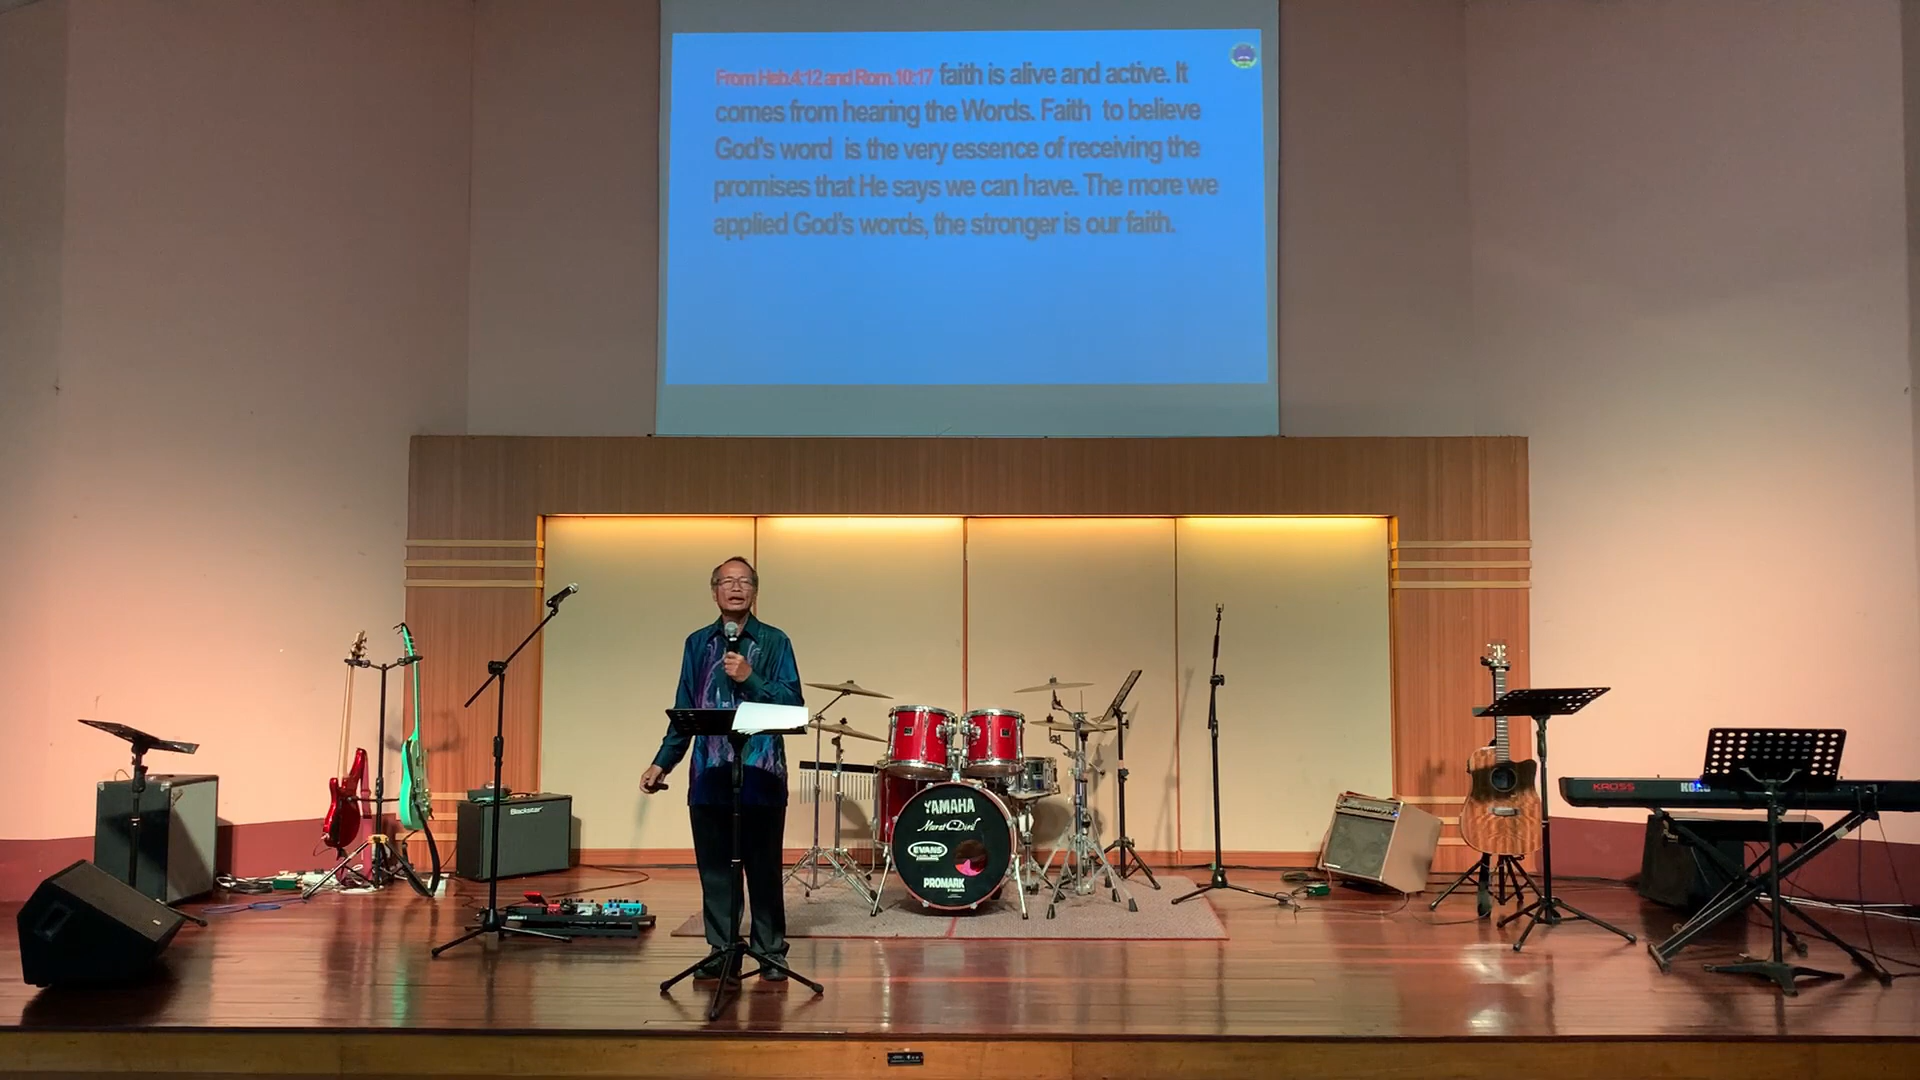 From Heb.4:12 and Rom.10:17 faith is alive and active. It
comes from hearing the Words. Faith to believe
God's word is the very essence of receiving the
promises that He says we can have. The more we
applied God's words, the stronger is our faith.
Blackstar
YAMAHA
EVANS
PROMARK
KROSS
KORG